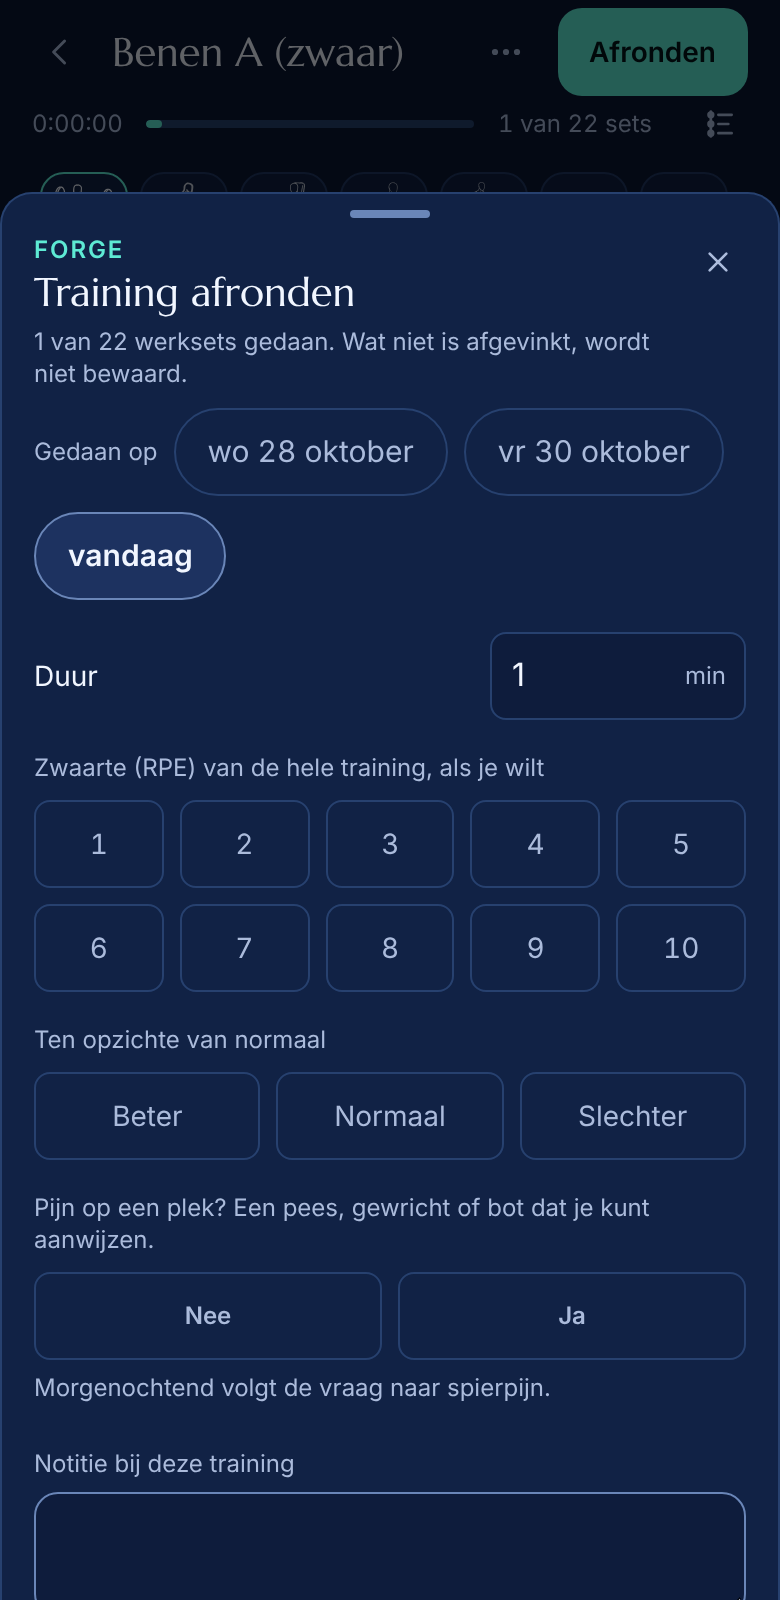 Benen A (zwaar)
Afronden
0:00:00
1 van 22 sets
FORGE
Training afronden
1 van 22 werksets gedaan. Wat niet is afgevinkt, wordt
niet bewaard.
Gedaan op
wo 28 oktober
vr 30 oktober
vandaag
Duur
1
min
Zwaarte (RPE) van de hele training, als je wilt
1
2
3
4
5
6
7
8
9
10
Ten opzichte van normaal
Beter
Normaal
Slechter
Pijn op een plek? Een pees, gewricht of bot dat je kunt
aanwijzen.
Nee
Ja
Morgenochtend volgt de vraag naar spierpijn.
Notitie bij deze training